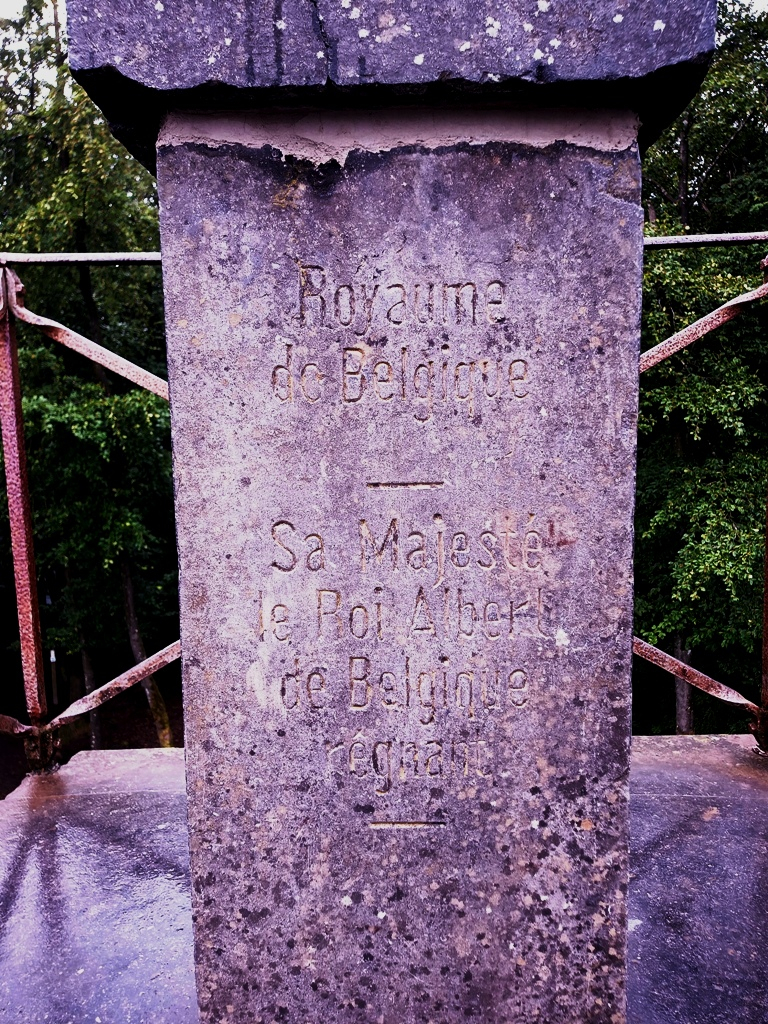 Royaume
de Belgique
Sa Majesté
le Roi Albert
de Belgique
régnant